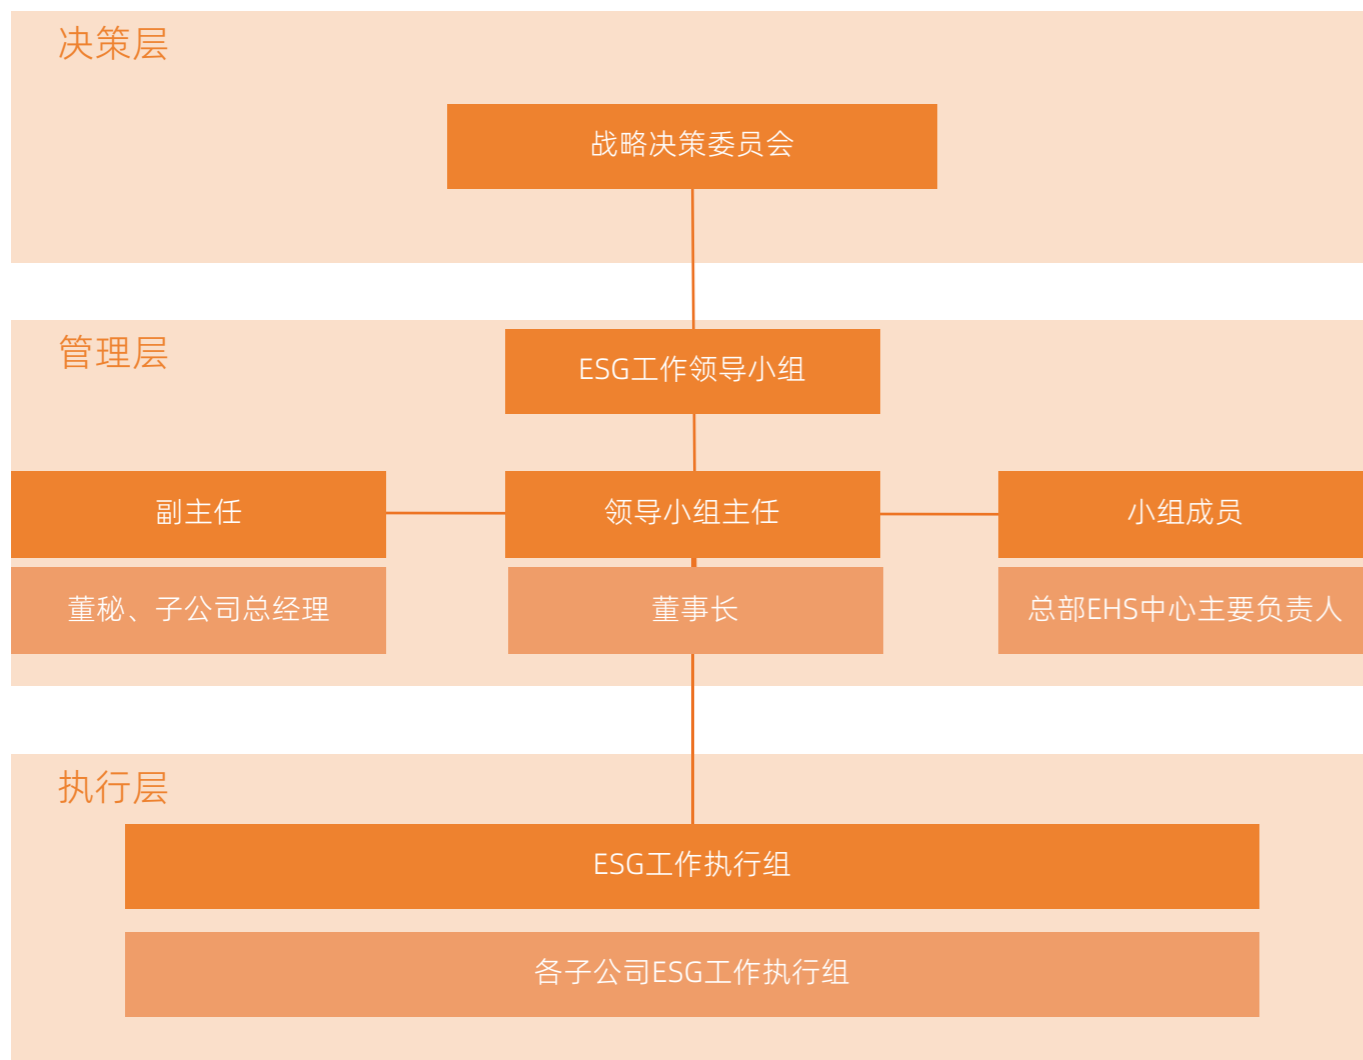 决策层
战略决策委员会
管理层
ESG工作领导小组
副主任
领导小组主任
小组成员
董秘、子公司总经理
董事长
总部EHS中心主要负责人
执行层
ESG工作执行组
各子公司ESG工作执行组